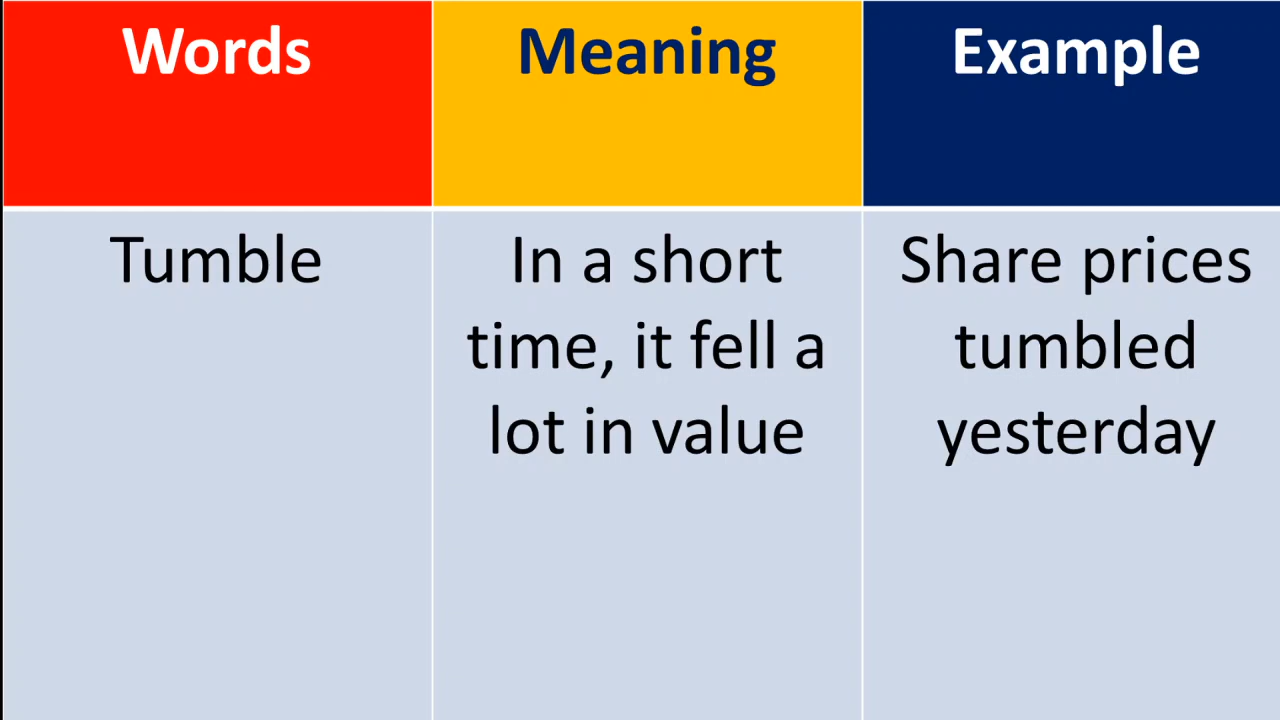 Words
Meaning
Example
Tumble
In a short
time, it fell a
lot in value
Share prices
tumbled
yesterday